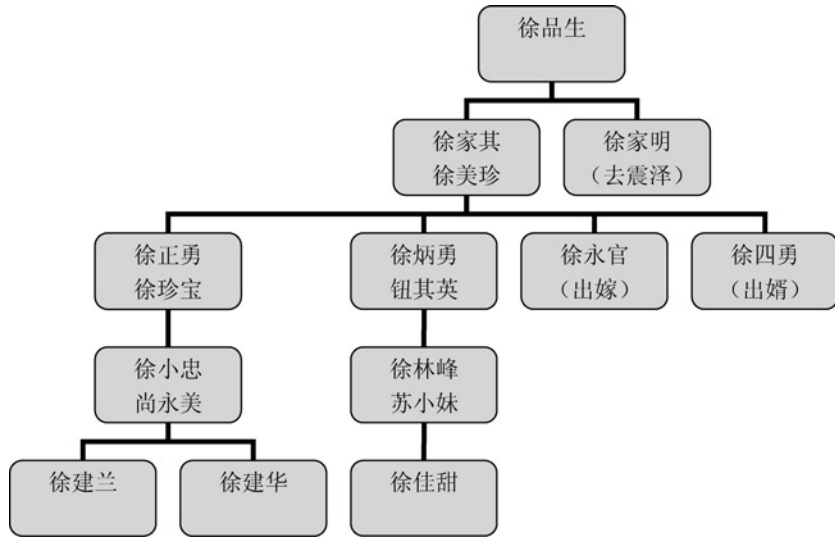 徐品生
徐家其
徐美珍
徐家明
（去震泽）
徐正勇
徐珍宝
徐炳勇
钮其英
徐永官
（出嫁）
徐四勇
（出婿）
徐小忠
尚永美
徐林峰
苏小妹
徐建兰
徐建华
徐佳甜